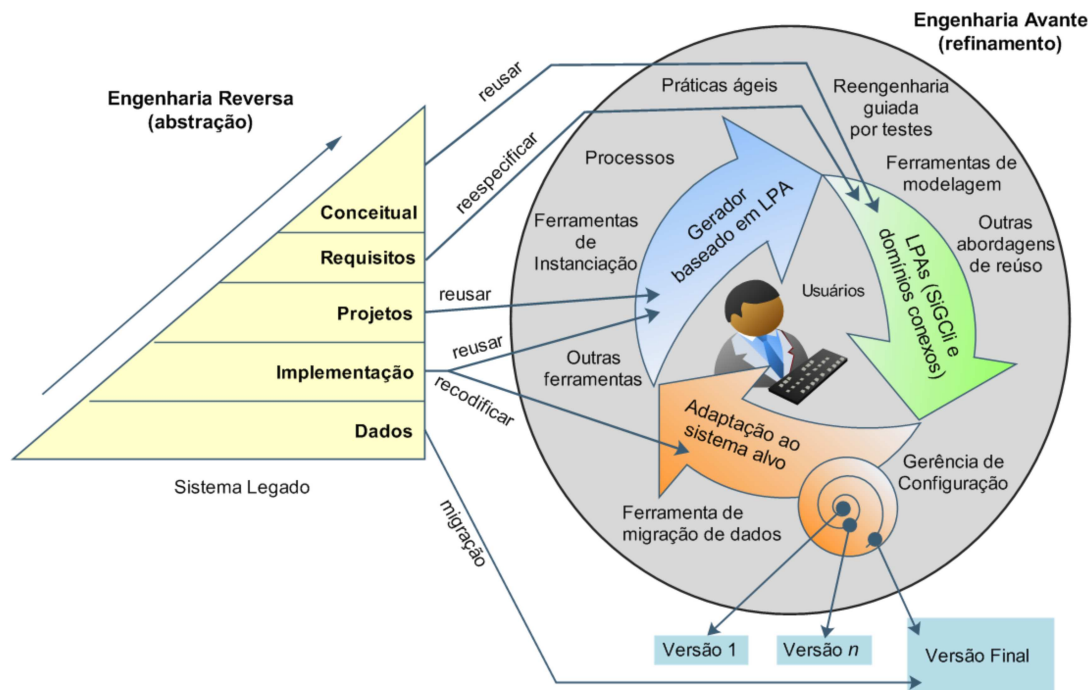 Engenharia Avante
(refinamento)
Engenharia Reversa
(abstração)
reusar
reespecificar
Conceitual
Requisitos
Projetos
Implementação
Dados
Sistema Legado
reusar
reusar
recodificar
migração
Práticas ágeis
Reengenharia
guiada
por testes
Processos
Ferramentas de
modelagem
Ferramentas
de
Instanciação
Outras
abordagens
de reúso
Gerador
baseado em LPA
LPAs (SiGCli e
domínios conexos)
Usuários
Outras
ferramentas
Adaptação ao
sistema alvo
Gerência de
Configuração
Ferramenta de
migração de dados
Versão 1
Versão n
Versão Final